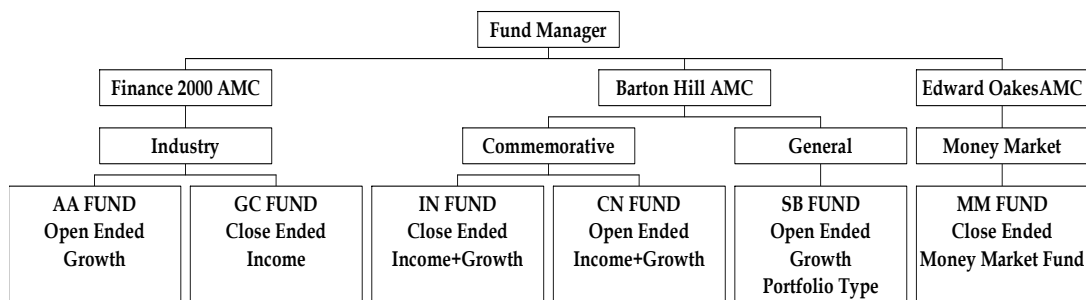 Fund Manager
Finance 2000 AMC
Barton Hill AMC
Edward OakesAMC
Industry
Commemorative
General
Money Market
AA FUND
Open Ended
Growth
GC FUND
Close Ended
Income
IN FUND
Close Ended
Income+Growth
CN FUND
Open Ended
Income+Growth
SB FUND
Open Ended
Growth
Portfolio Type
MM FUND
Close Ended
Money Market Fund